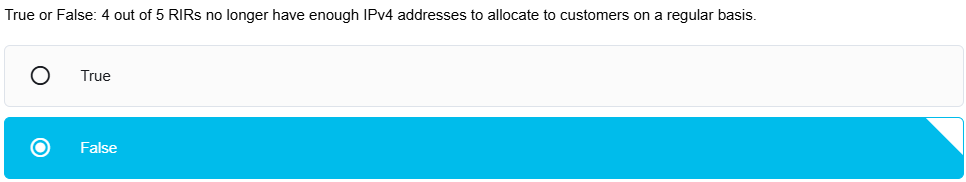 True or False: 4 out of 5 RIRs no longer have enough IPv4 addresses to allocate to customers on a regular basis.
True
False